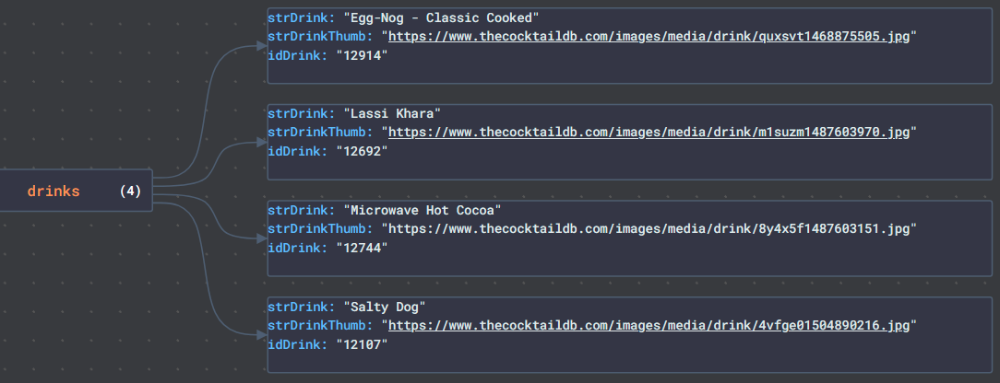 strDrink: "Egg-Nog - Classic Cooked"
strDrinkThumb: "https://www.thecocktaildb.com/images/media/drink/quxsvt1468875505.jpg"
idDrink: "12914"
strDrink: "Lassi Khara"
strDrinkThumb: "https://www.thecocktaildb.com/images/media/drink/m1suzm1487603970.jpg"
idDrink: "12692"
drinks (4)
strDrink: "Microwave Hot Cocoa"
strDrinkThumb: "https://www.thecocktaildb.com/images/media/drink/8y4x5f1487603151.jpg"
idDrink: "12744"
strDrink: "Salty Dog"
strDrinkThumb: "https://www.thecocktaildb.com/images/media/drink/4vfge01504890216.jpg"
idDrink: "12107"